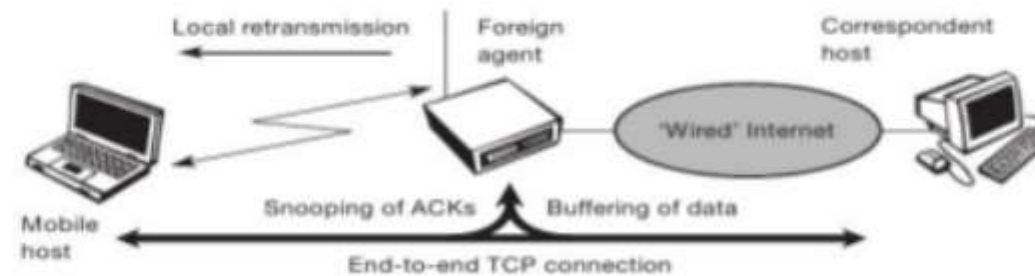 Local retransmission
Foreign
agent
Correspondent
host
'Wired' Internet
Mobile
host
Snooping of ACKs
Buffering of data
End-to-end TCP connection